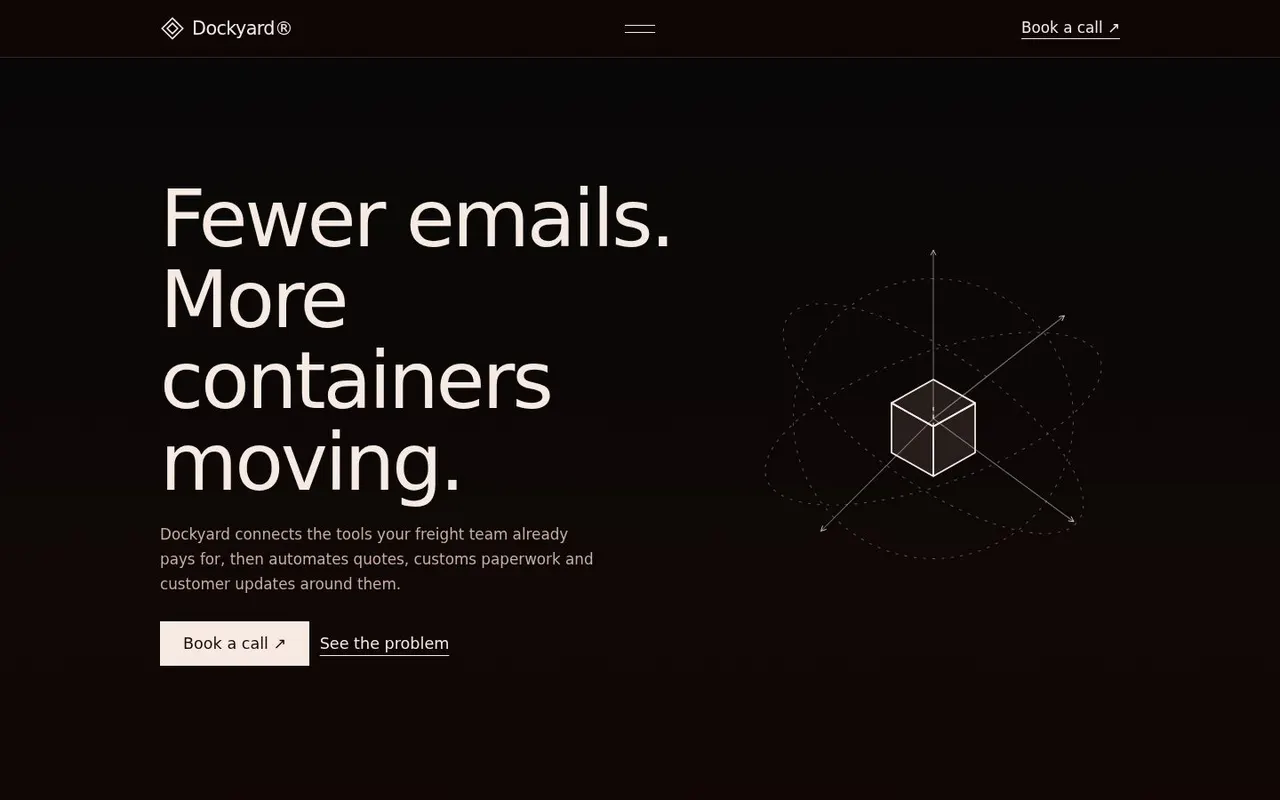 Dockyard®
Book a call ↗
Fewer emails.
More
containers
moving.
Dockyard connects the tools your freight team already
pays for, then automates quotes, customs paperwork and
customer updates around them.
Book a call ↗
See the problem